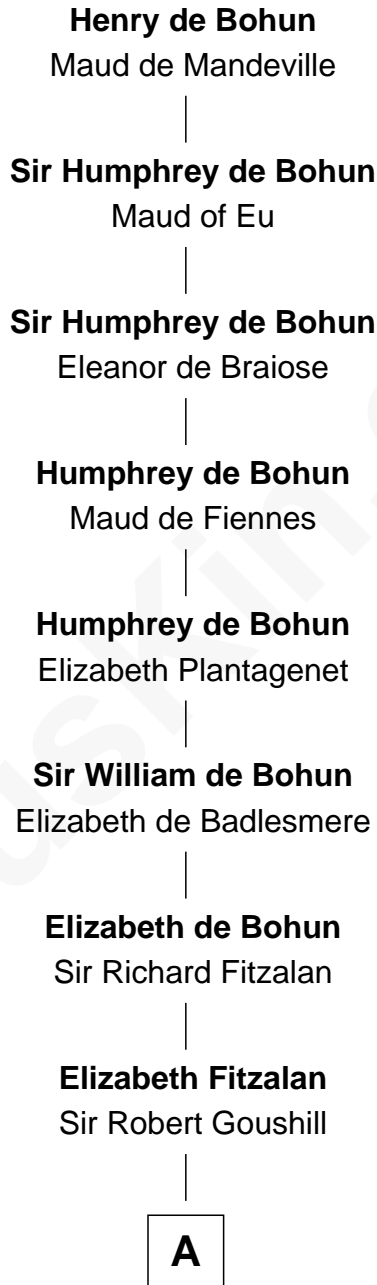 Henry de Bohun
Maud de Mandeville
Sir Humphrey de Bohun
Maud of Eu
Sir Humphrey de Bohun
Eleanor de Braiose
Humphrey de Bohun
Maud de Fiennes
Humphrey de Bohun
Elizabeth Plantagenet
Sir William de Bohun
Elizabeth de Badlesmere
Elizabeth de Bohun
Sir Richard Fitzalan
Elizabeth Fitzalan
Sir Robert Goushill
A